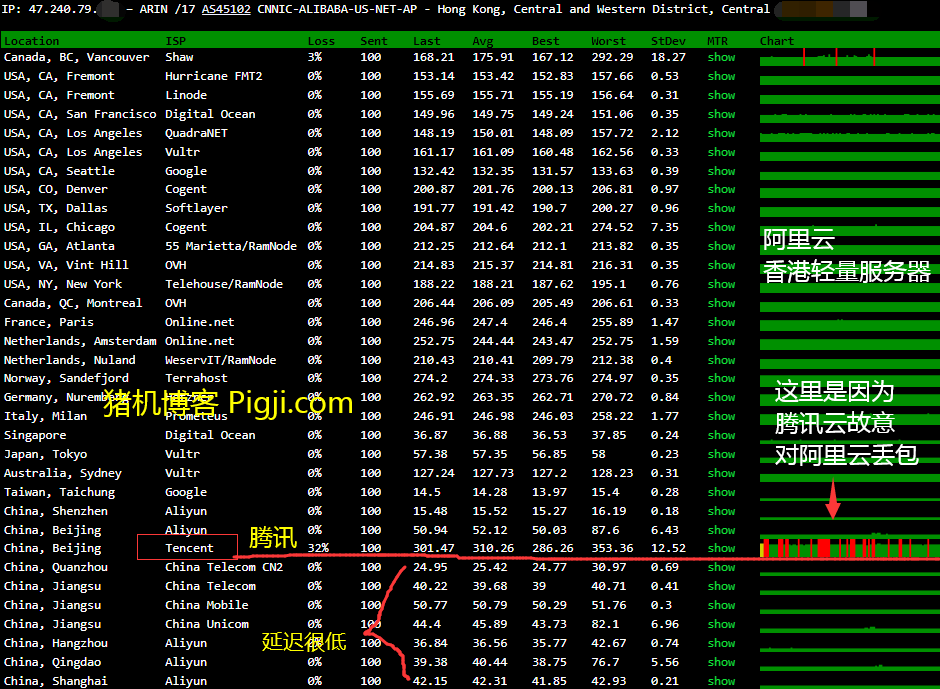 IP: 47.240.79. – ARIN /17 AS45102 CNNIC-ALIBABA-US-NET-AP - Hong Kong, Central and Western District, Central
Location ISP Loss Sent Last Avg Best Worst StDev MTR Chart
Canada, BC, Vancouver Shaw 3% 100 168.21 175.91 167.12 292.29 18.27 show
USA, CA, Fremont Hurricane FMT2 0% 100 153.14 153.42 152.83 157.66 0.53 show
USA, CA, Fremont Linode 0% 100 155.69 155.71 155.19 156.64 0.31 show
USA, CA, San Francisco Digital Ocean 0% 100 149.96 149.75 149.24 151.06 0.35 show
USA, CA, Los Angeles QuadraNET 0% 100 148.19 150.01 148.09 157.72 2.12 show
USA, CA, Los Angeles Vultr 0% 100 161.17 161.09 160.48 162.56 0.33 show
USA, CA, Seattle Google 0% 100 132.42 132.35 131.57 133.63 0.39 show
USA, CO, Denver Cogent 0% 100 200.87 201.76 200.13 206.81 0.97 show
USA, TX, Dallas Softlayer 0% 100 191.77 191.42 190.7 200.27 0.96 show
USA, IL, Chicago Cogent 0% 100 204.87 204.6 202.21 274.52 7.35 show
USA, GA, Atlanta 55 Marietta/RamNode 0% 100 212.25 212.64 212.1 213.82 0.35 show
阿里云
USA, VA, Vint Hill OVH 0% 100 214.83 215.37 214.81 216.31 0.35 show
香港轻量服务器
USA, NY, New York Telehouse/RamNode 0% 100 188.22 188.21 187.62 195.1 0.76 show
Canada, QC, Montreal OVH 0% 100 206.44 206.09 205.49 206.61 0.33 show
France, Paris Online.net 0% 100 246.96 247.4 246.4 255.89 1.47 show
Netherlands, Amsterdam Online.net 0% 100 252.75 244.44 243.47 252.75 1.59 show
Netherlands, Nuland WeservIT/RamNode 0% 100 210.43 210.41 209.79 212.38 0.4 show
Norway, Sandefjord Terrahost 0% 100 274.2 274.33 273.76 274.97 0.35 show
这里是因为
Germany, 0% 100 262.92 263.35 262.71 270.72 0.84 show
猪机博客 Pigji.com
Italy, Milan Prometeus 0% 100 246.91 246.98 246.03 258.22 1.77 show
腾讯云故意
Singapore Digital Ocean 0% 100 36.87 36.88 36.53 37.85 0.24 show
Japan, Tokyo Vultr 0% 100 57.38 57.35 56.85 58 0.23 show
对阿里云丢包
Australia, Sydney Vultr 0% 100 127.24 127.73 127.2 128.23 0.31 show
Taiwan, Taichung Google 0% 100 14.5 14.28 13.97 15.4 0.28 show
China, Shenzhen Aliyun 0% 100 15.48 15.52 15.27 16.19 0.18 show
China, Beijing Aliyun 0% 100 50.94 52.12 50.03 87.6 6.43 show
腾讯
China, Beijing Tencent 32% 100 301.47 310.26 286.26 353.36 12.52 show
China, Quanzhou China Telecom CN2 0% 100 24.95 25.42 24.77 30.97 0.69 show
China, Jiangsu China Telecom 0% 100 40.22 39.68 39 40.71 0.41 show
China, Jiangsu China Mobile 0% 100 50.77 50.79 50.29 51.76 0.3 show
China, Jiangsu China Unicom 0% 100 44.4 45.89 43.73 82.1 6.96 show
延迟很低
China, Hangzhou Aliyun 0% 100 36.84 36.56 35.77 42.67 0.74 show
China, Qingdao Aliyun 0% 100 39.38 40.44 38.75 76.7 5.56 show
China, Shanghai Aliyun 0% 100 42.15 42.31 41.85 42.93 0.21 show